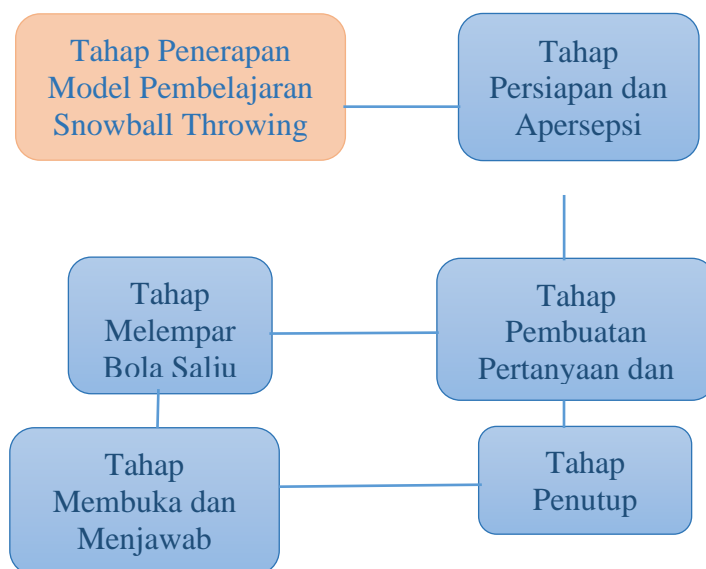 Tahap Penerapan
Model Pembelajaran
Snowball Throwing
Tahap
Persiapan dan
Apersepsi
Tahap
Melempar
Bola Salju
Tahap
Pembuatan
Pertanyaan dan
Tahap
Membuka dan
Menjawab
Tahap
Penutup